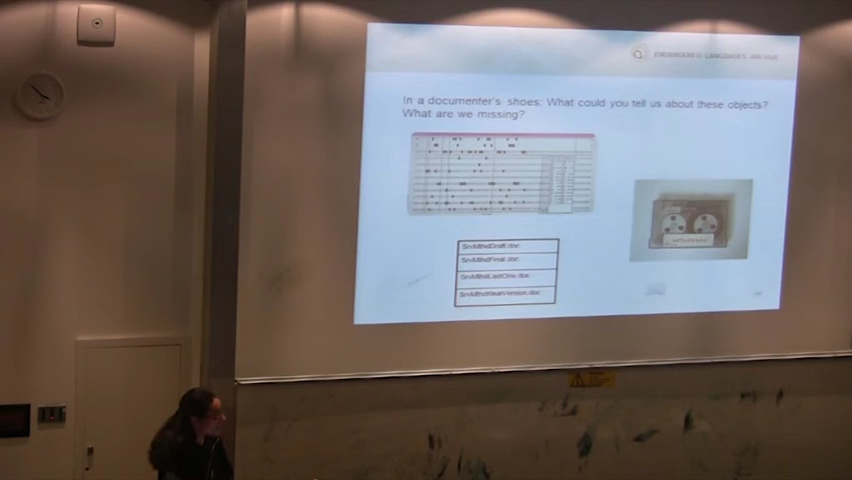 ENDANGERED LANGUAGES ARCHIVE
In a documenter's shoes: What could you tell us about these objects?
What are we missing?
SrvMthdDraft.doc
SrvMthdFinal.doc
SrvMthdLastOne.doc
SrvMthdRealVersion.doc